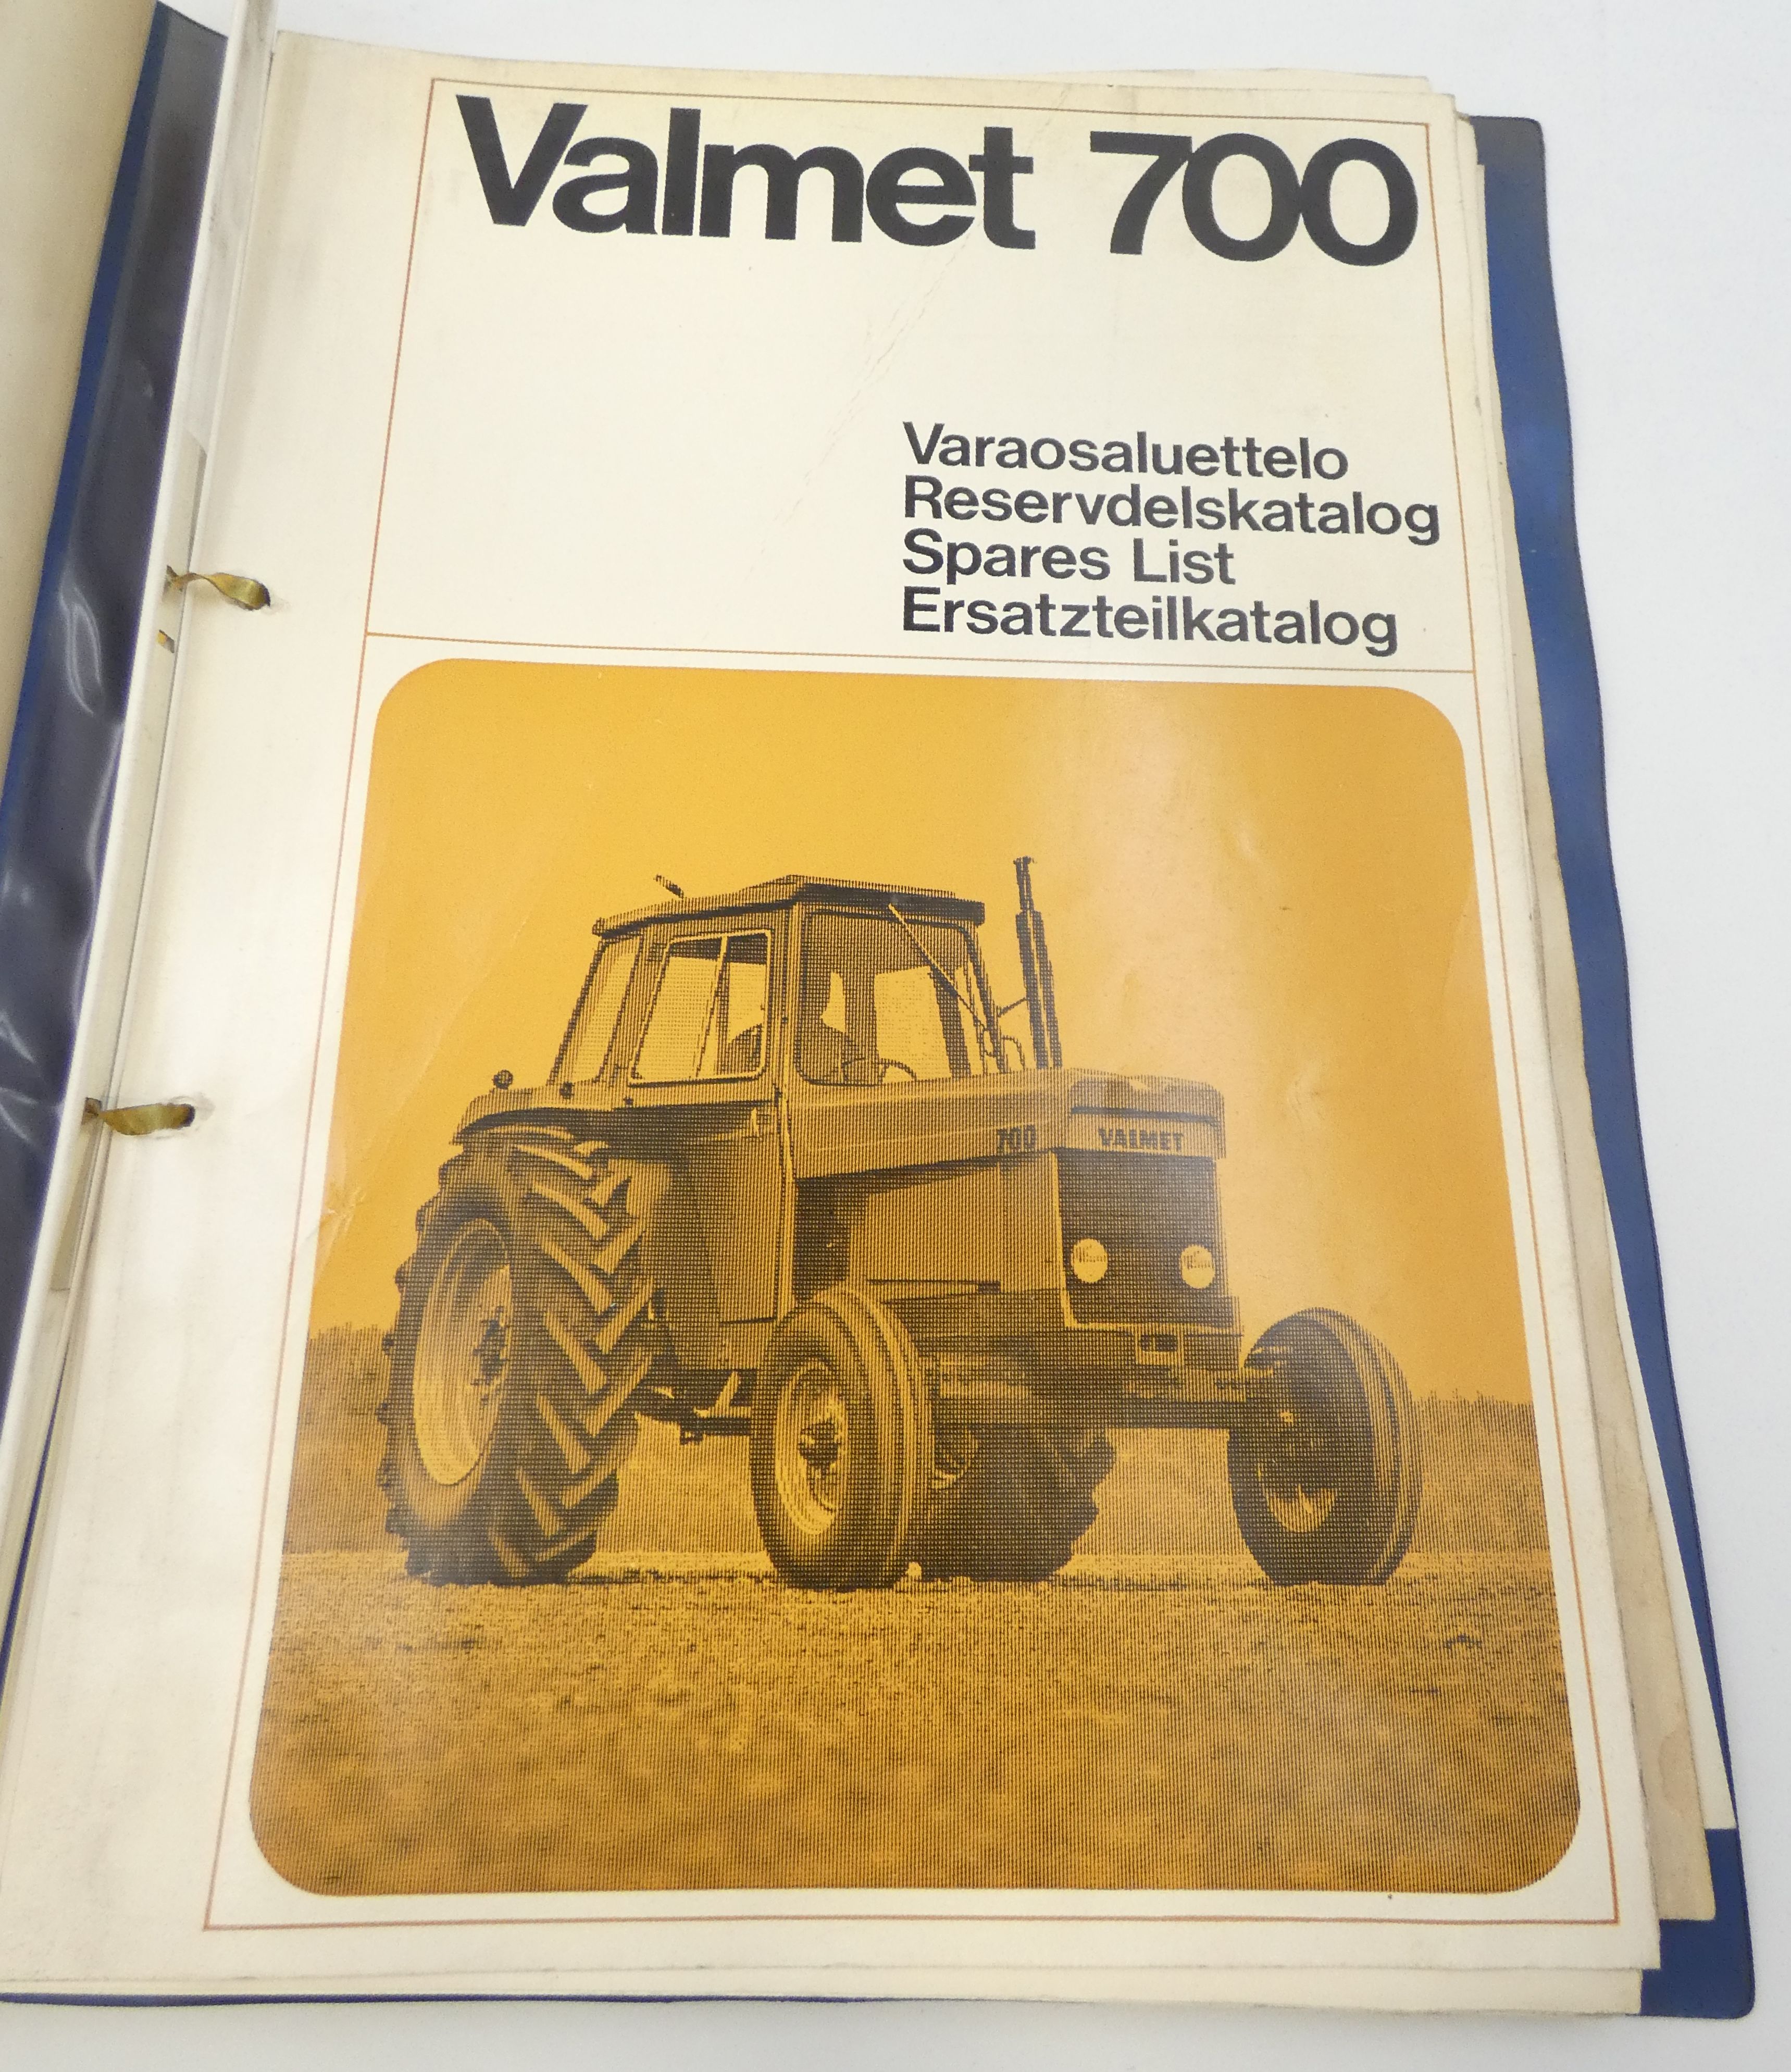 Valmet 700
Varaosaluettelo
Reservdelskatalog
Spares List
Ersatzteilkatalog
700 VALMET